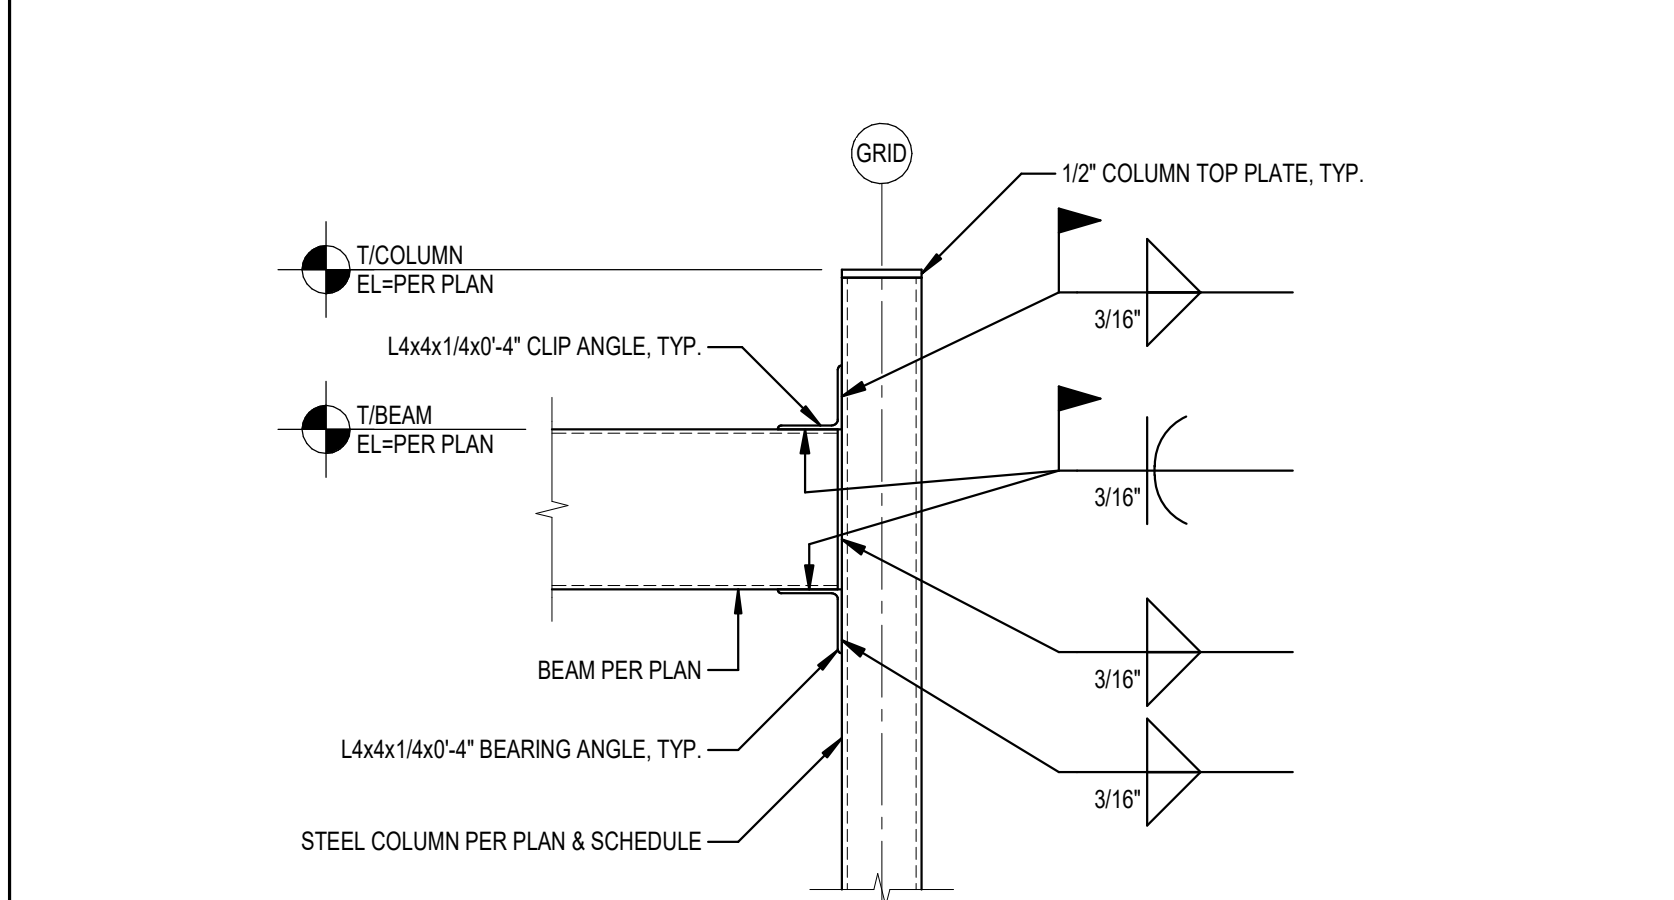 GRID
1/2" COLUMN TOP PLATE, TYP.
T/COLUMN
EL=PER PLAN
3/16"
L4x4x1/4x0'-4" CLIP ANGLE, TYP.
T/BEAM
EL=PER PLAN
3/16"
BEAM PER PLAN
3/16"
L4x4x1/4x0'-4" BEARING ANGLE, TYP.
3/16"
STEEL COLUMN PER PLAN & SCHEDULE